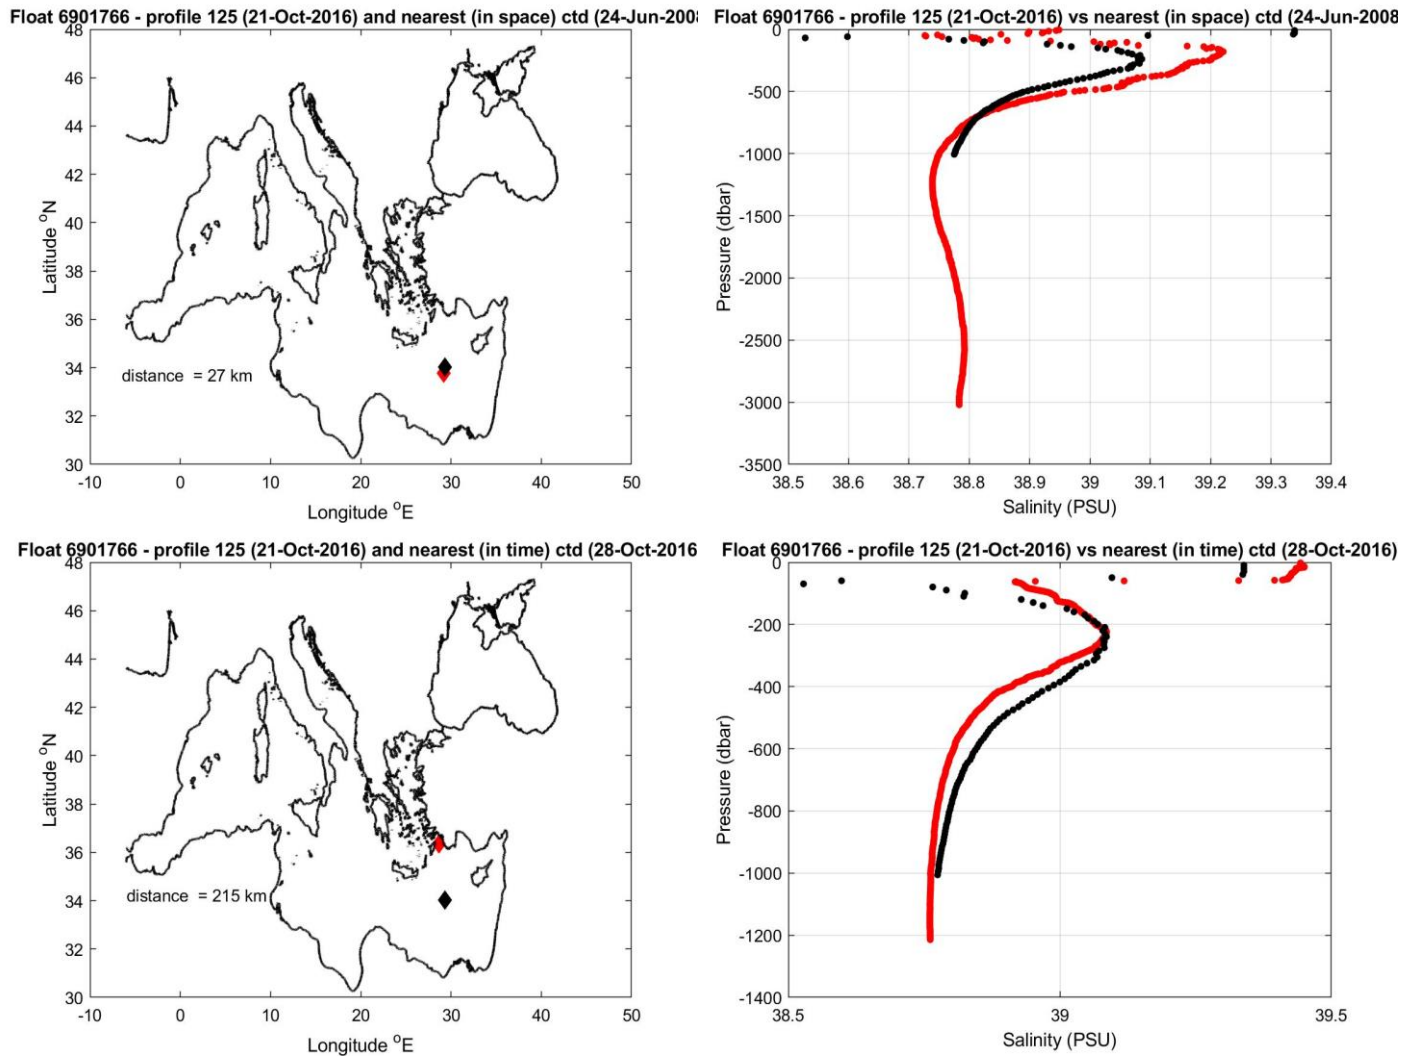 Float 6901766 - profile 125 (21-Oct-2016) and nearest (in space) ctd (24-Jun-2008
48
46
44
42
40
38
36
34
32
30
-10 0 10 20 30 40 50
Latitude °N
Longitude °E
distance = 27 km
Float 6901766 - profile 125 (21-Oct-2016) vs nearest (in space) ctd (24-Jun-2008
0
-500
-1000
-1500
-2000
-2500
-3000
-3500
38.5 38.6 38.7 38.8 38.9 39 39.1 39.2 39.3 39.4
Pressure (dbar)
Salinity (PSU)
Float 6901766 - profile 125 (21-Oct-2016) and nearest (in time) ctd (28-Oct-2016
48
46
44
42
40
38
36
34
32
30
-10 0 10 20 30 40 50
Latitude °N
Longitude °E
distance = 215 km
Float 6901766 - profile 125 (21-Oct-2016) vs nearest (in time) ctd (28-Oct-2016)
0
-200
-400
-600
-800
-1000
-1200
-1400
38.5 39 39.5
Pressure (dbar)
Salinity (PSU)